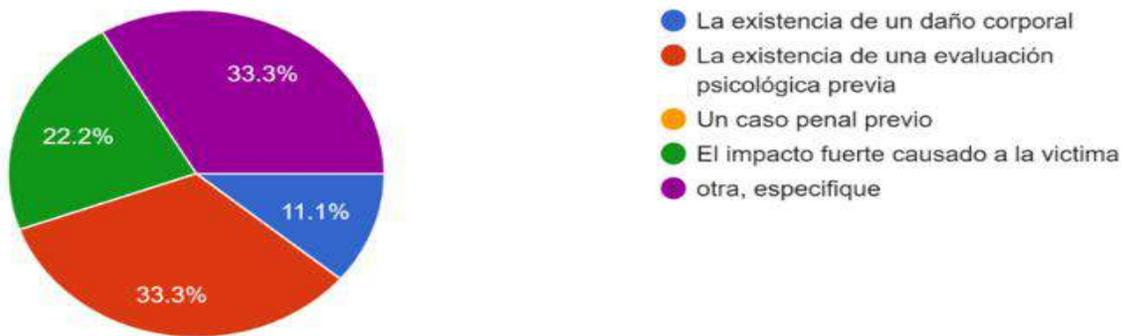 33.3%
22.2%
11.1%
33.3%
La existencia de un daño corporal
La existencia de una evaluación
psicológica previa
Un caso penal previo
El impacto fuerte causado a la victima
otra, especifique